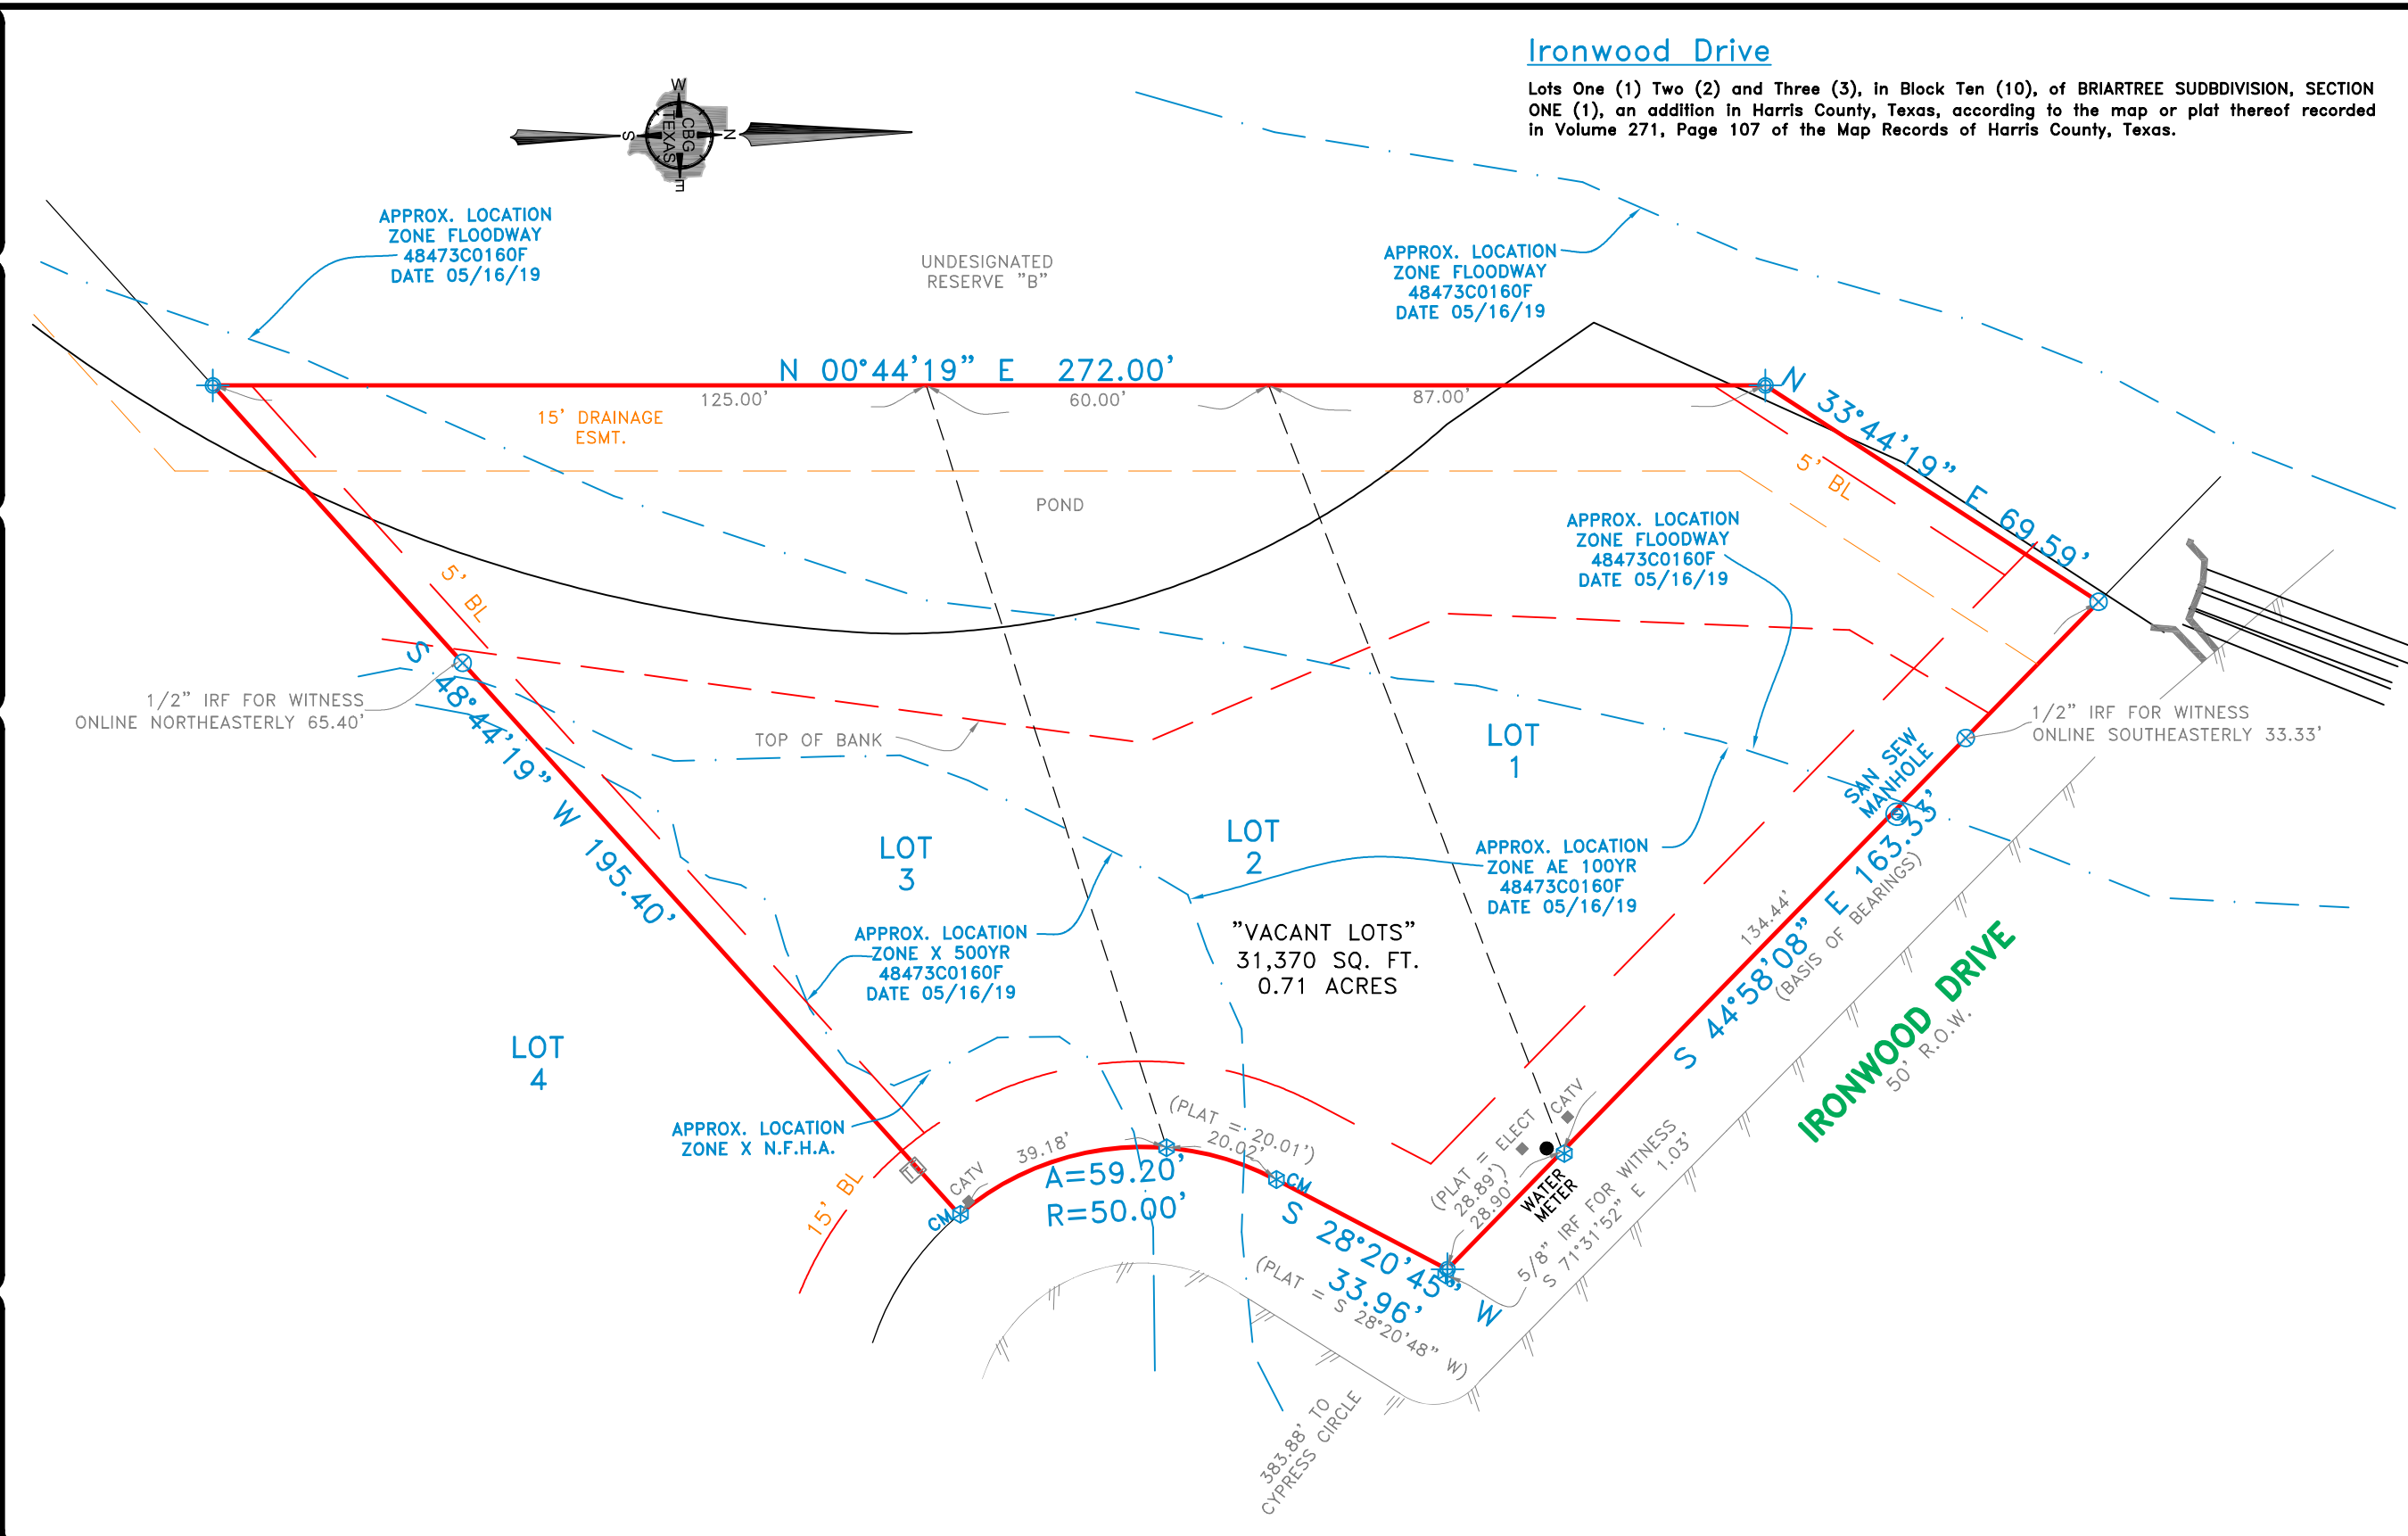 Ironwood Drive
Lots One (1) Two (2) and Three (3), in Block Ten (10), of BRIARTREE SUDBDIVISION, SECTION
ONE (1), an addition in Harris County, Texas, according to the map or plat thereof recorded
in Volume 271, Page 107 of the Map Records of Harris County, Texas.
W
S
N
E
CBG
TEXAS
APPROX. LOCATION
ZONE FLOODWAY
48473C0160F
DATE 05/16/19
UNDESIGNATED
RESERVE "B"
APPROX. LOCATION
ZONE FLOODWAY
48473C0160F
DATE 05/16/19
N 00°44'19" E 272.00'
125.00'
60.00'
87.00'
N 33°44'19" E 69.59'
15' DRAINAGE
ESMT.
5' BL
POND
APPROX. LOCATION
ZONE FLOODWAY
48473C0160F
DATE 05/16/19
5' BL
1/2" IRF FOR WITNESS
ONLINE NORTHEASTERLY 65.40'
S 48°44'19" W 195.40'
TOP OF BANK
LOT
1
1/2" IRF FOR WITNESS
ONLINE SOUTHEASTERLY 33.33'
SAN SEW
MANHOLE
LOT
3
LOT
2
APPROX. LOCATION
ZONE AE 100YR
48473C0160F
DATE 05/16/19
134.44'
S 44°58'08" E 163.33'
(BASIS OF BEARINGS)
APPROX. LOCATION
ZONE X 500YR
48473C0160F
DATE 05/16/19
"VACANT LOTS"
31,370 SQ. FT.
0.71 ACRES
IRONWOOD DRIVE
50' R.O.W.
LOT
4
APPROX. LOCATION
ZONE X N.F.H.A.
15' BL
T
CATV
CM
39.18'
A=59.20'
R=50.00'
(PLAT = 20.01')
20.02'
CM
S 28°20'45" W
33.96'
(PLAT = S 28°20'48" W)
(PLAT =
28.89')
28.90'
ELECT
CATV
WATER
METER
5/8" IRF FOR WITNESS
S 71°31'52" E 1.03'
383.88' TO
CYPRESS CIRCLE